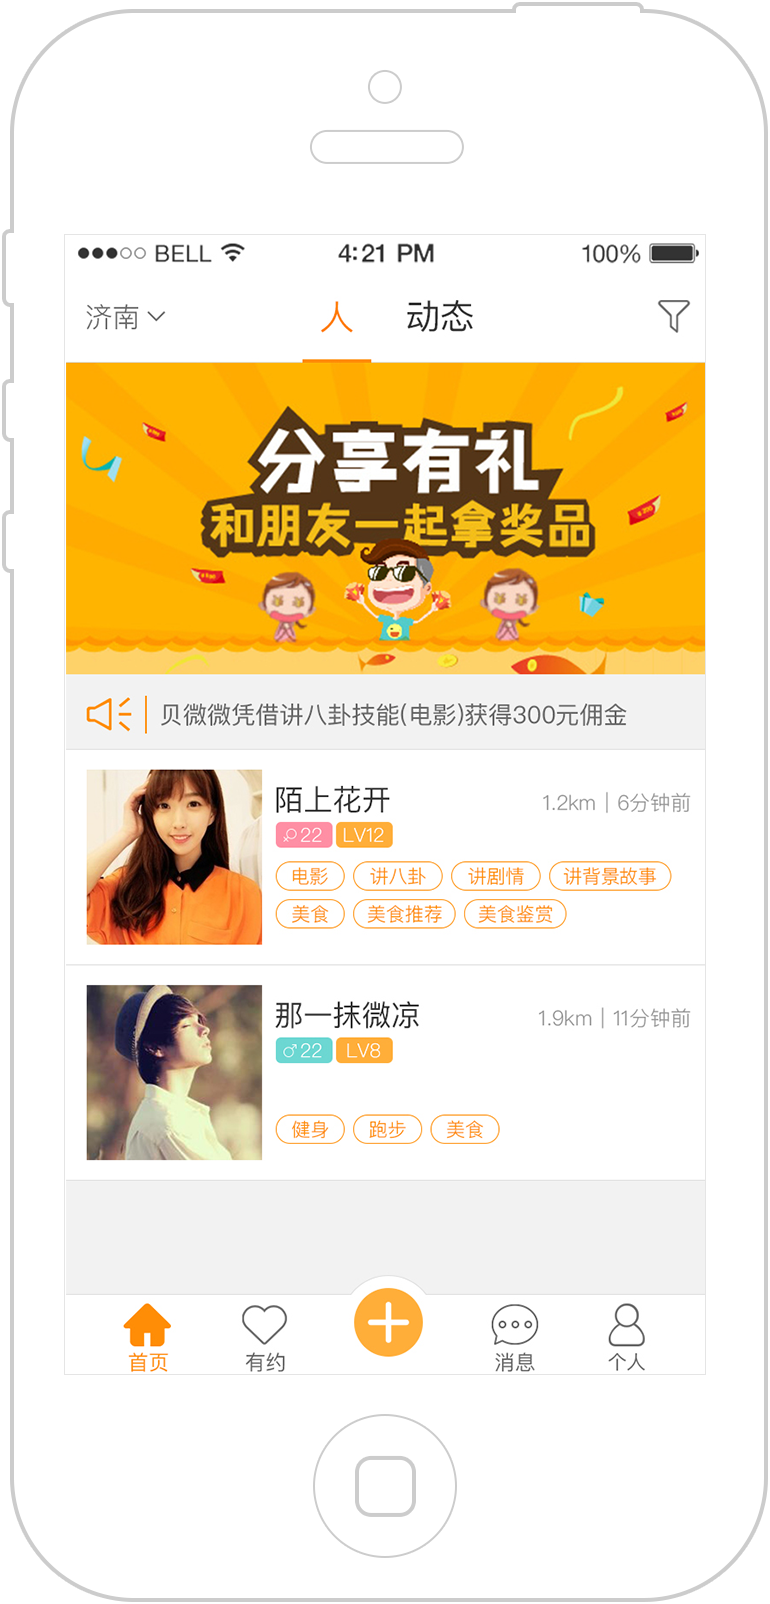 BELL 4:21 PM 100%
济南 人 动态
分享有礼
和朋友一起拿奖品
贝微微凭借讲八卦技能(电影)获得300元佣金
陌上花开 1.2km | 6分钟前
♀22 LV12
电影 讲八卦 讲剧情 讲背景故事
美食 美食推荐 美食鉴赏
那一抹微凉 1.9km | 11分钟前
♂22 LV8
健身 跑步 美食
首页 有约 消息 个人